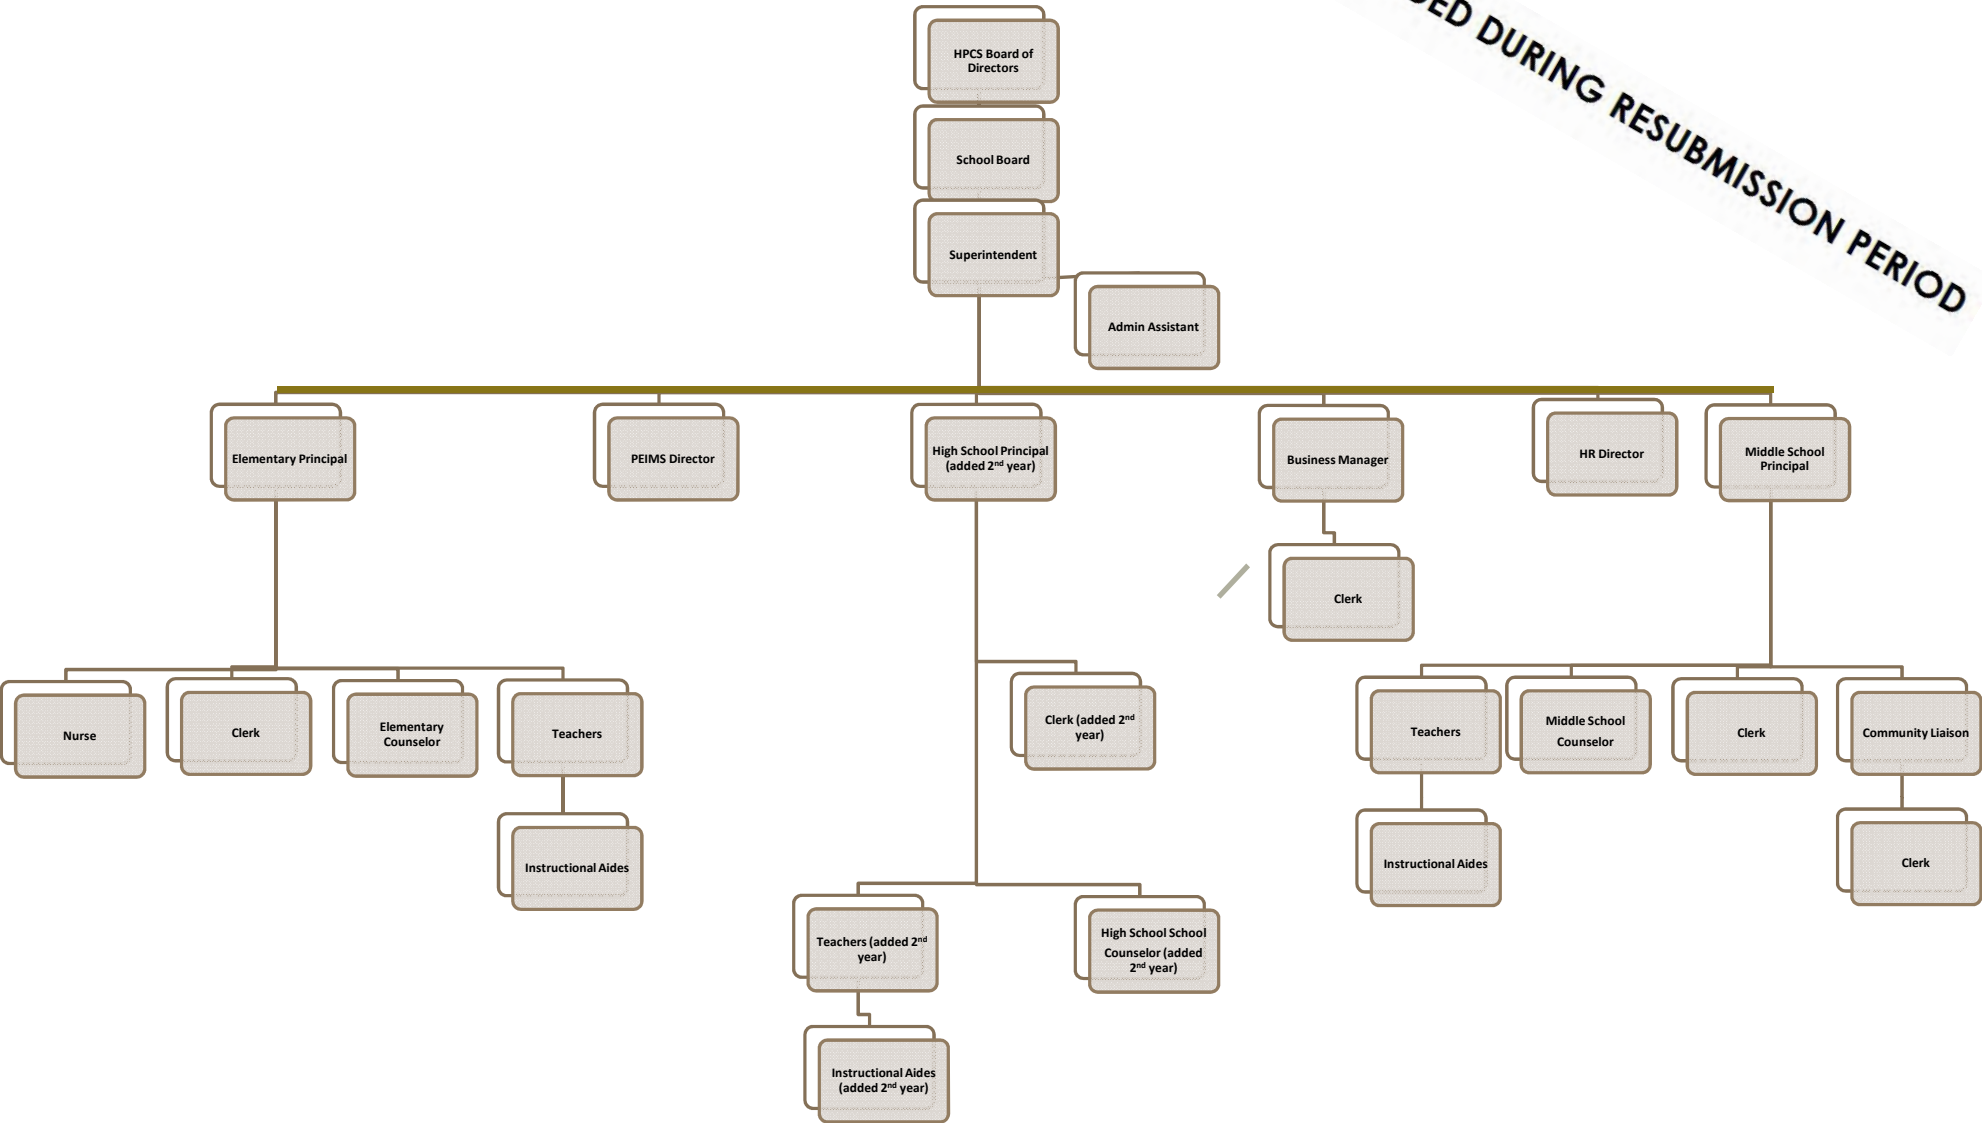 DURING RESUBMISSION PERIOD
HPCS Board of
Directors
School Board
Superintendent
Admin Assistant
Elementary Principal
PEIMS Director
High School Principal
(added 2nd year)
Business Manager
HR Director
Middle School
Principal
Clerk
Nurse
Clerk
Elementary
Counselor
Teachers
Clerk (added 2nd
year)
Teachers
Middle School
Counselor
Clerk
Community Liaison
Instructional Aides
Instructional Aides
Clerk
Teachers (added 2nd
year)
High School School
Counselor (added
2nd year)
Instructional Aides
(added 2nd year)